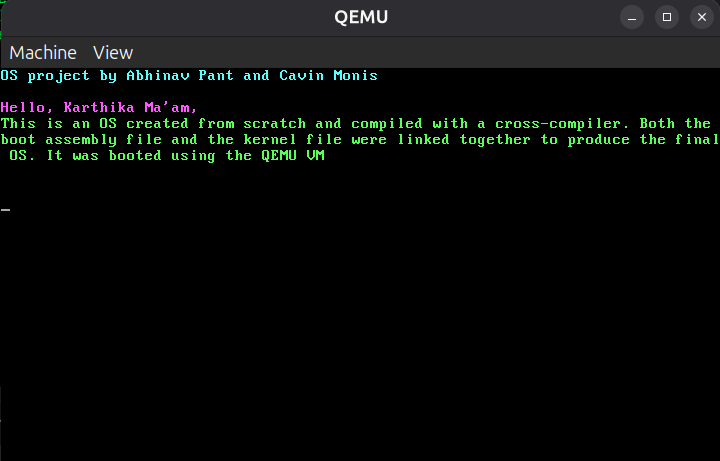 QEMU
Machine View
OS project by Abhinav Pant and Cavin Monis
Hello, Karthika Ma'am,
This is an OS created from scratch and compiled with a cross-compiler. Both the
boot assembly file and the kernel file were linked together to produce the final
OS. It was booted using the QEMU VM